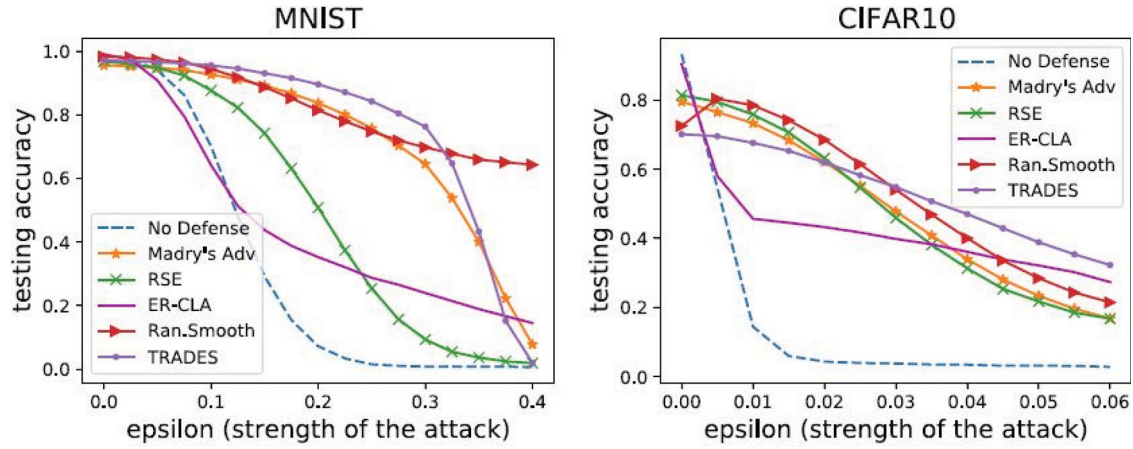 MNIST
testing accuracy
1.0
0.8
0.6
0.4
0.2
0.0
No Defense
Madry's Adv
RSE
ER-CLA
Ran.Smooth
TRADES
0.0 0.1 0.2 0.3 0.4
epsilon (strength of the attack)
CIFAR10
testing accuracy
0.8
0.6
0.4
0.2
0.0
No Defense
Madry's Adv
RSE
ER-CLA
Ran.Smooth
TRADES
0.00 0.01 0.02 0.03 0.04 0.05 0.06
epsilon (strength of the attack)